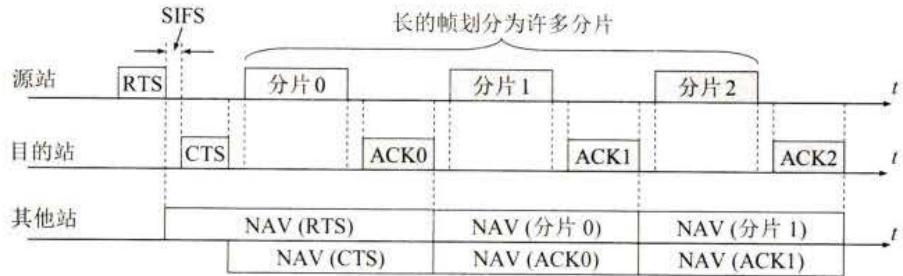 SIFS
长的帧划分为许多分片
源站
RTS
分片 0
分片 1
分片 2
t
目的站
CTS
ACK0
ACK1
ACK2
t
其他站
NAV (RTS)
NAV (分片 0)
NAV (分片 1)
t
NAV (CTS)
NAV (ACK0)
NAV (ACK1)